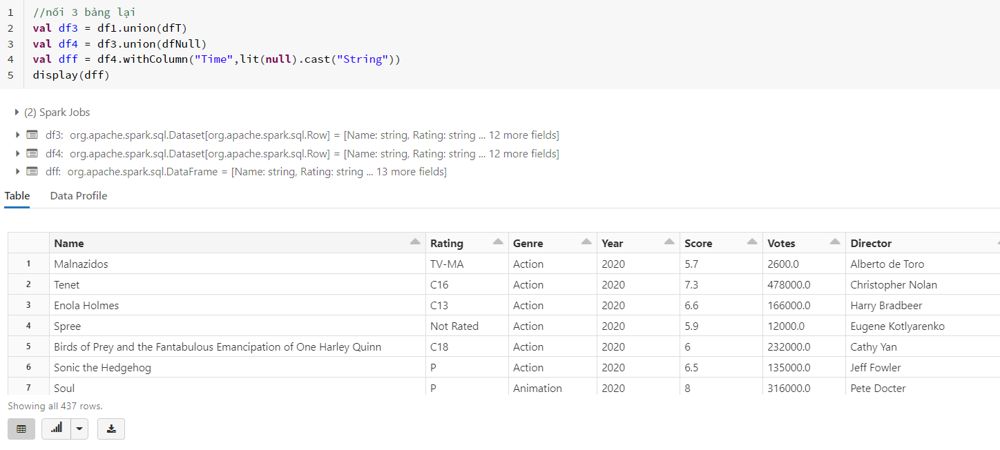 1 //nối 3 bảng lại
2 val df3 = df1.union(dfT)
3 val df4 = df3.union(dfNull)
4 val dff = df4.withColumn("Time",lit(null).cast("String"))
5 display(dff)
(2) Spark Jobs
df3: org.apache.spark.sql.Dataset[org.apache.spark.sql.Row] = [Name: string, Rating: string ... 12 more fields]
df4: org.apache.spark.sql.Dataset[org.apache.spark.sql.Row] = [Name: string, Rating: string ... 12 more fields]
dff: org.apache.spark.sql.DataFrame = [Name: string, Rating: string ... 13 more fields]
Table Data Profile
Name Rating Genre Year Score Votes Director
1 Malnazidos TV-MA Action 2020 5.7 2600.0 Alberto de Toro
2 Tenet C16 Action 2020 7.3 478000.0 Christopher Nolan
3 Enola Holmes C13 Action 2020 6.6 166000.0 Harry Bradbeer
4 Spree Not Rated Action 2020 5.9 12000.0 Eugene Kotlyarenko
5 Birds of Prey and the Fantabulous Emancipation of One Harley Quinn C18 Action 2020 6 232000.0 Cathy Yan
6 Sonic the Hedgehog P Action 2020 6.5 135000.0 Jeff Fowler
7 Soul P Animation 2020 8 316000.0 Pete Docter
Showing all 437 rows.